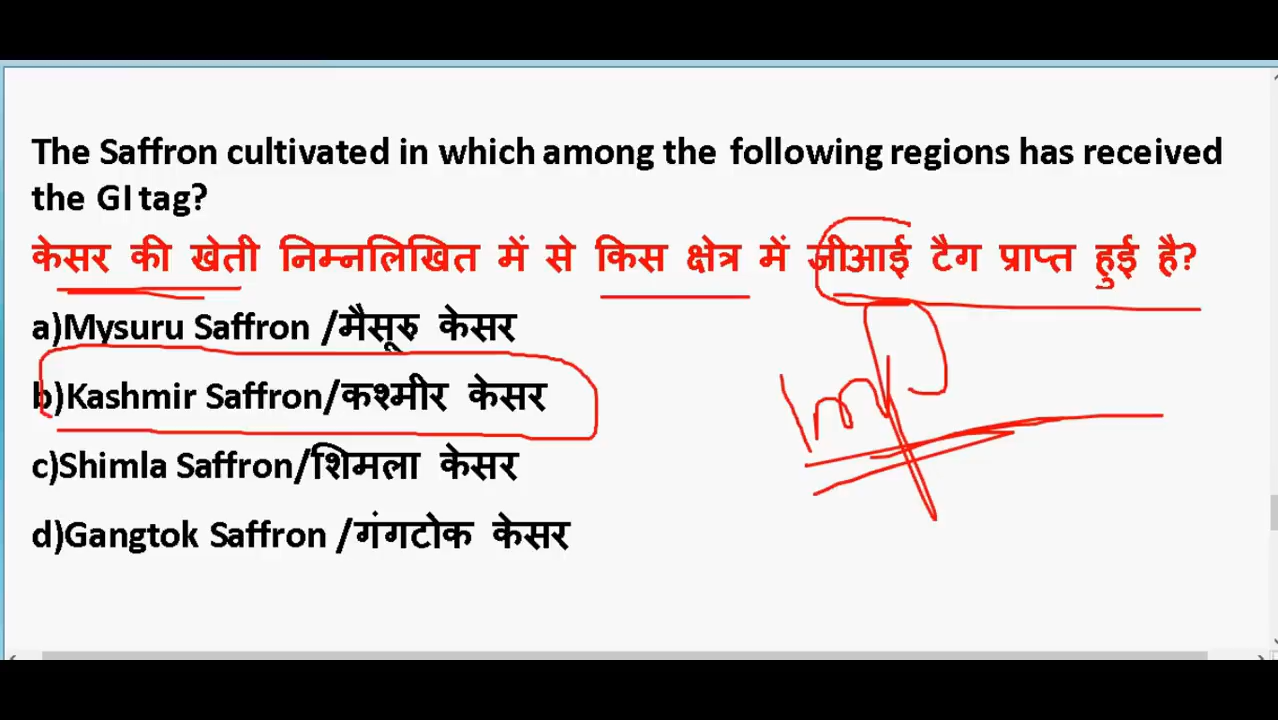 The Saffron cultivated in which among the following regions has received
the GI tag?
केसर की खेती निम्नलिखित में से किस क्षेत्र में जीआई टैग प्राप्त हुई है?
a)Mysuru Saffron /मैसूरु केसर
b)Kashmir Saffron/कश्मीर केसर
Imp
c)Shimla Saffron/शिमला केसर
d)Gangtok Saffron /गंगटोक केसर